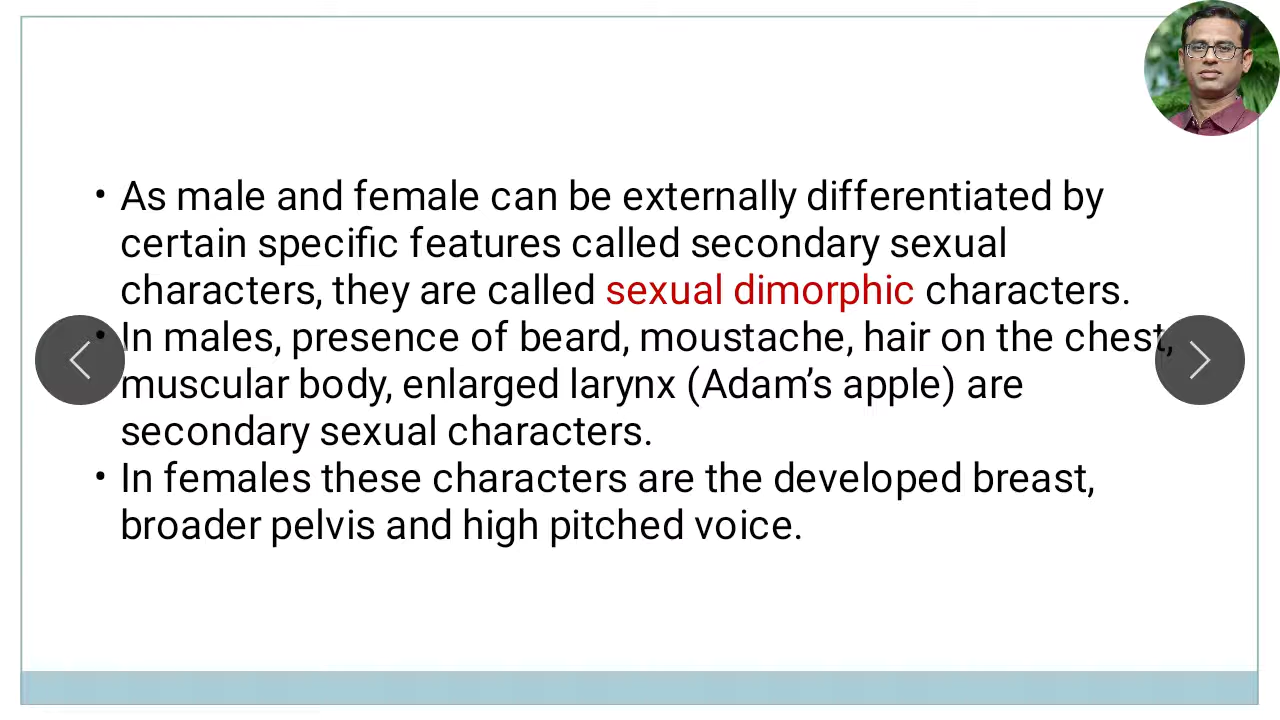 • As male and female can be externally differentiated by
certain specific features called secondary sexual
characters, they are called sexual dimorphic characters.
• In males, presence of beard, moustache, hair on the chest,
muscular body, enlarged larynx (Adam’s apple) are
secondary sexual characters.
• In females these characters are the developed breast,
broader pelvis and high pitched voice.